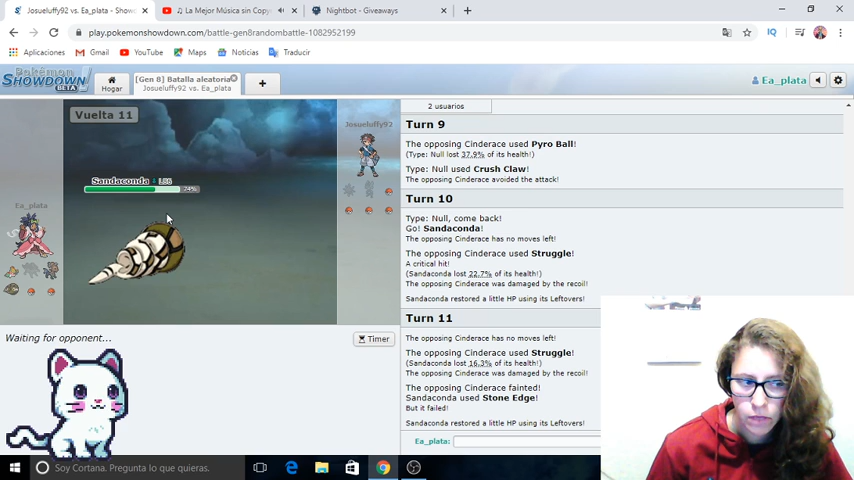 Josueluffy92 vs. Ea_plata -
La Mejor Música sin Copy
Nightbot - Giveaways
play.pokemonshowdown.com/battle-gen8randombattle-1082952199
Aplicaciones
Gmail
YouTube
Maps
Noticias
Traducir
Pokémon
SHOWDOWN
BETA
Hogar
[Gen 8] Batalla aleatoria
Josueluffy92 vs. Ea_plata
Ea_plata
Vuelta 11
Josueluffy92
Sandaconda L86
74%
Ea_plata
Waiting for opponent...
Timer
2 usuarios
Turn 9
The opposing Cinderace used Pyro Ball!
(Type: Null lost 37.9% of its health!)
Type: Null used Crush Claw!
The opposing Cinderace avoided the attack!
Turn 10
Type: Null, come back!
Go! Sandaconda!
The opposing Cinderace has no moves left!
The opposing Cinderace used Struggle!
A critical hit!
(Sandaconda lost 22.7% of its health!)
The opposing Cinderace was damaged by the recoil!
Sandaconda restored a little HP using its Leftovers!
Turn 11
The opposing Cinderace has no moves left!
The opposing Cinderace used Struggle!
(Sandaconda lost 16.3% of its health!)
The opposing Cinderace was damaged by the recoil!
The opposing Cinderace fainted!
Sandaconda used Stone Edge!
But it failed!
Sandaconda restored a little HP using its Leftovers!
Ea_plata:
Soy Cortana. Pregunta lo que quieras.